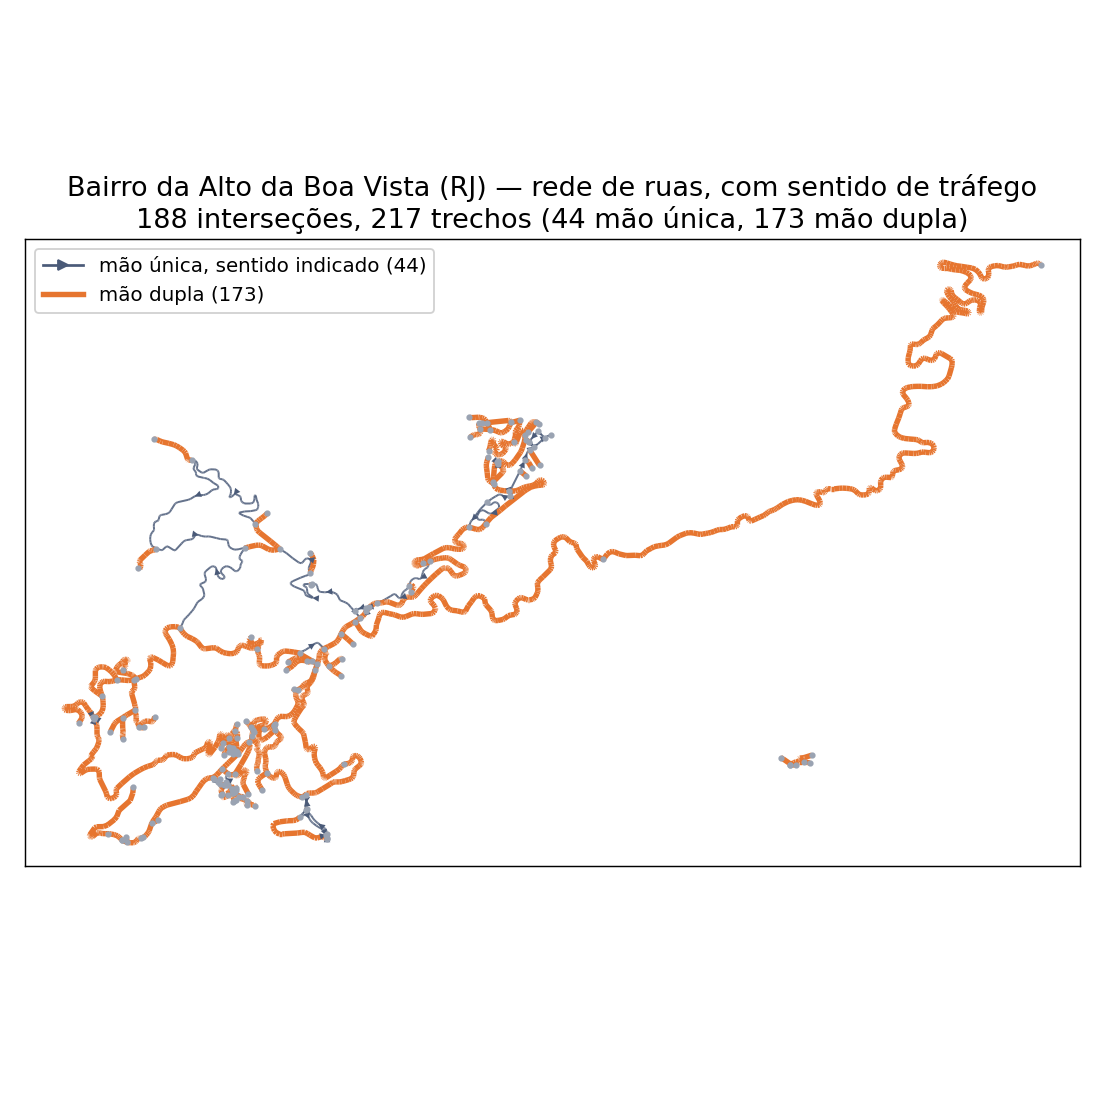 Bairro da Alto da Boa Vista (RJ) — rede de ruas, com sentido de tráfego
188 interseções, 217 trechos (44 mão única, 173 mão dupla)
mão única, sentido indicado (44)
mão dupla (173)